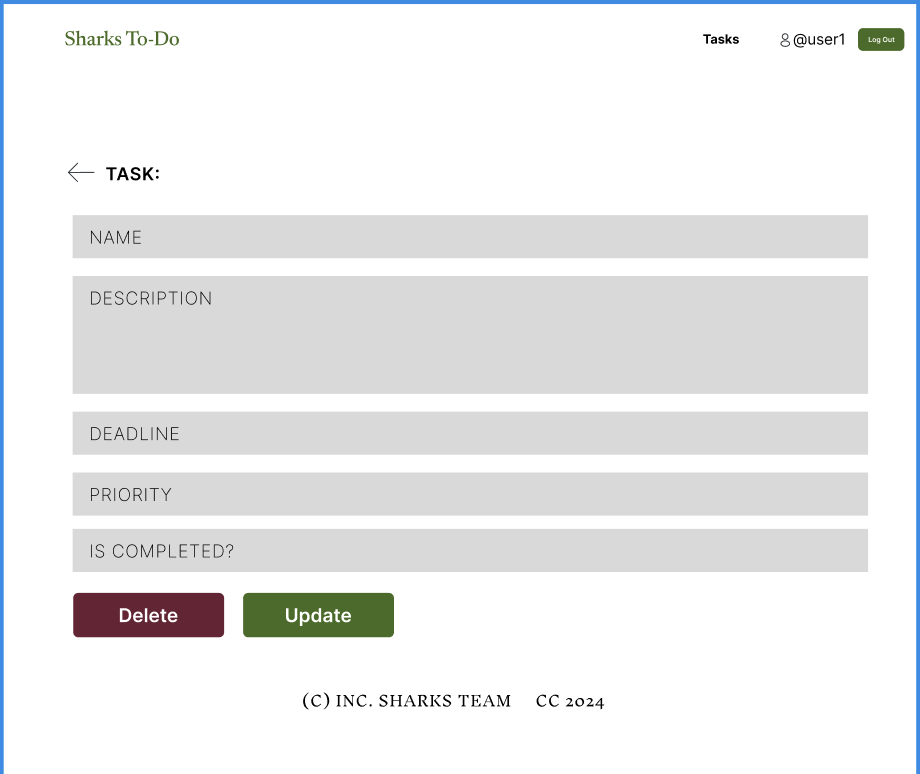 Sharks To-Do Tasks @user1 Log Out
TASK:
NAME
DESCRIPTION
DEADLINE
PRIORITY
IS COMPLETED?
Delete Update
(C) INC. SHARKS TEAM CC 2024